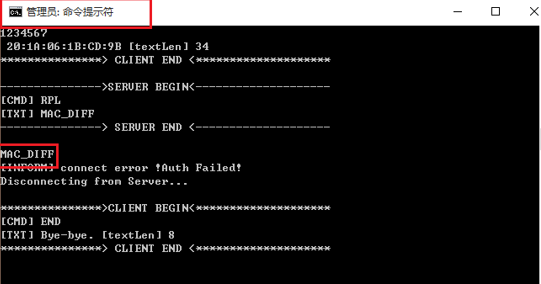 管理员: 命令提示符
1234567
20:1A:06:1B:CD:9B [textLen] 34
***************> CLIENT END <********************
--------------->SERVER BEGIN<--------------------
[CMD] RPL
[TXT] MAC_DIFF
---------------> SERVER END <--------------------
MAC_DIFF
[INFORM] connect error !Auth Failed!
Disconnecting from Server...
***************>CLIENT BEGIN<********************
[CMD] END
[TXT] Bye-bye. [textLen] 8
***************> CLIENT END <********************